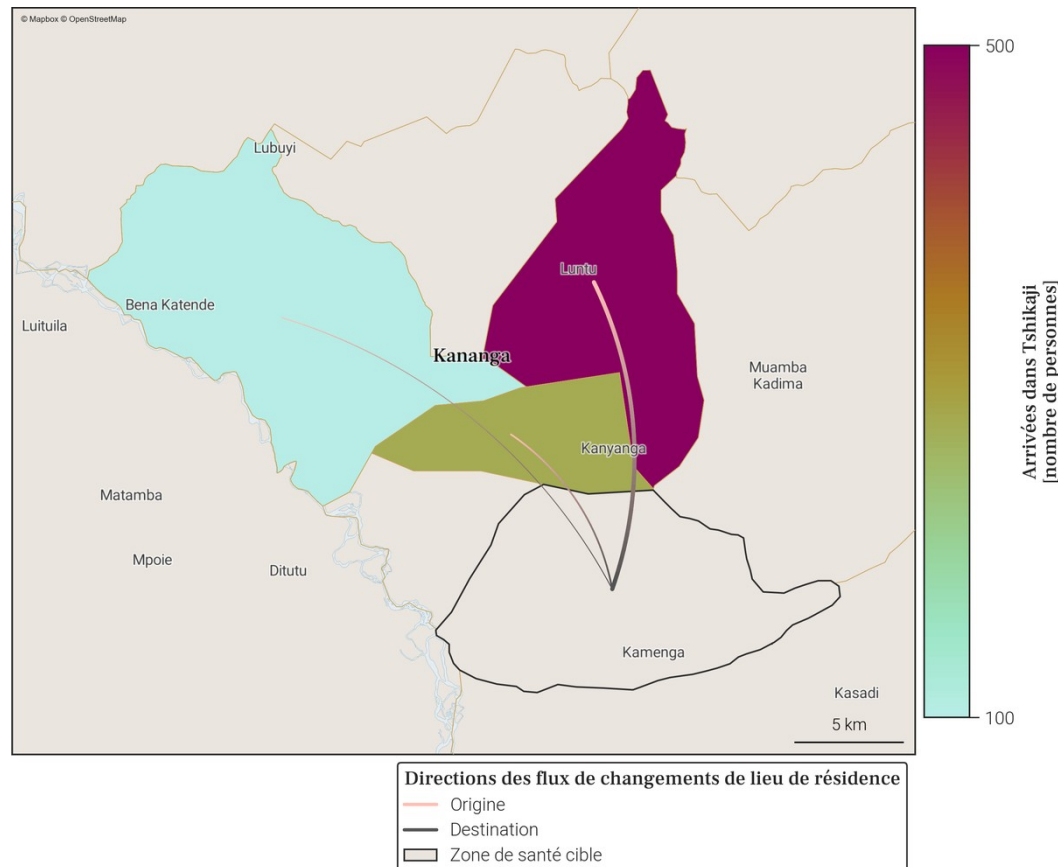 © Mapbox © OpenStreetMap
500
Lubuyi
Luntu
Bena Katende
Luituila
Kananga
Muamba
Kadima
Arrivées dans Tshikaji
[nombre de personnes]
Kanyanga
Matamba
Mpoie
Ditutu
Kamenga
Kasadi
5 km
100
Directions des flux de changements de lieu de résidence
Origine
Destination
Zone de santé cible